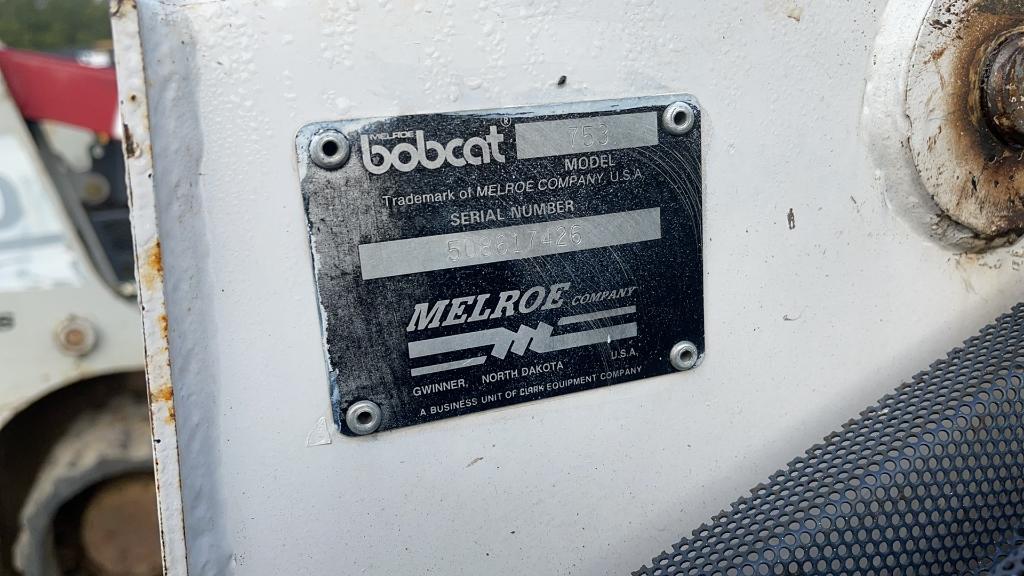 MELROE
bobcat® 753
MODEL
Trademark of MELROE COMPANY, U.S.A.
SERIAL NUMBER
508617426
MELROE COMPANY
GWINNER, NORTH DAKOTA U.S.A.
A BUSINESS UNIT OF CLARK EQUIPMENT COMPANY